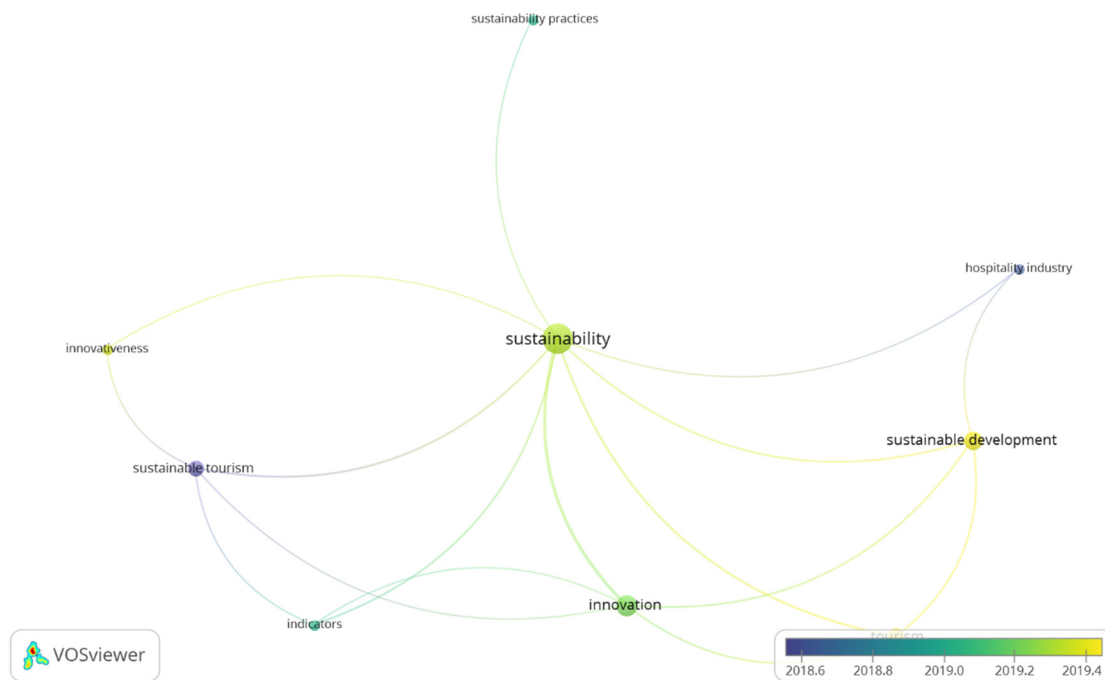 sustainability practices
hospitality industry
sustainability
innovativeness
sustainable development
sustainable tourism
innovation
indicators
tourism
VOSviewer
2018.6 2018.8 2019.0 2019.2 2019.4